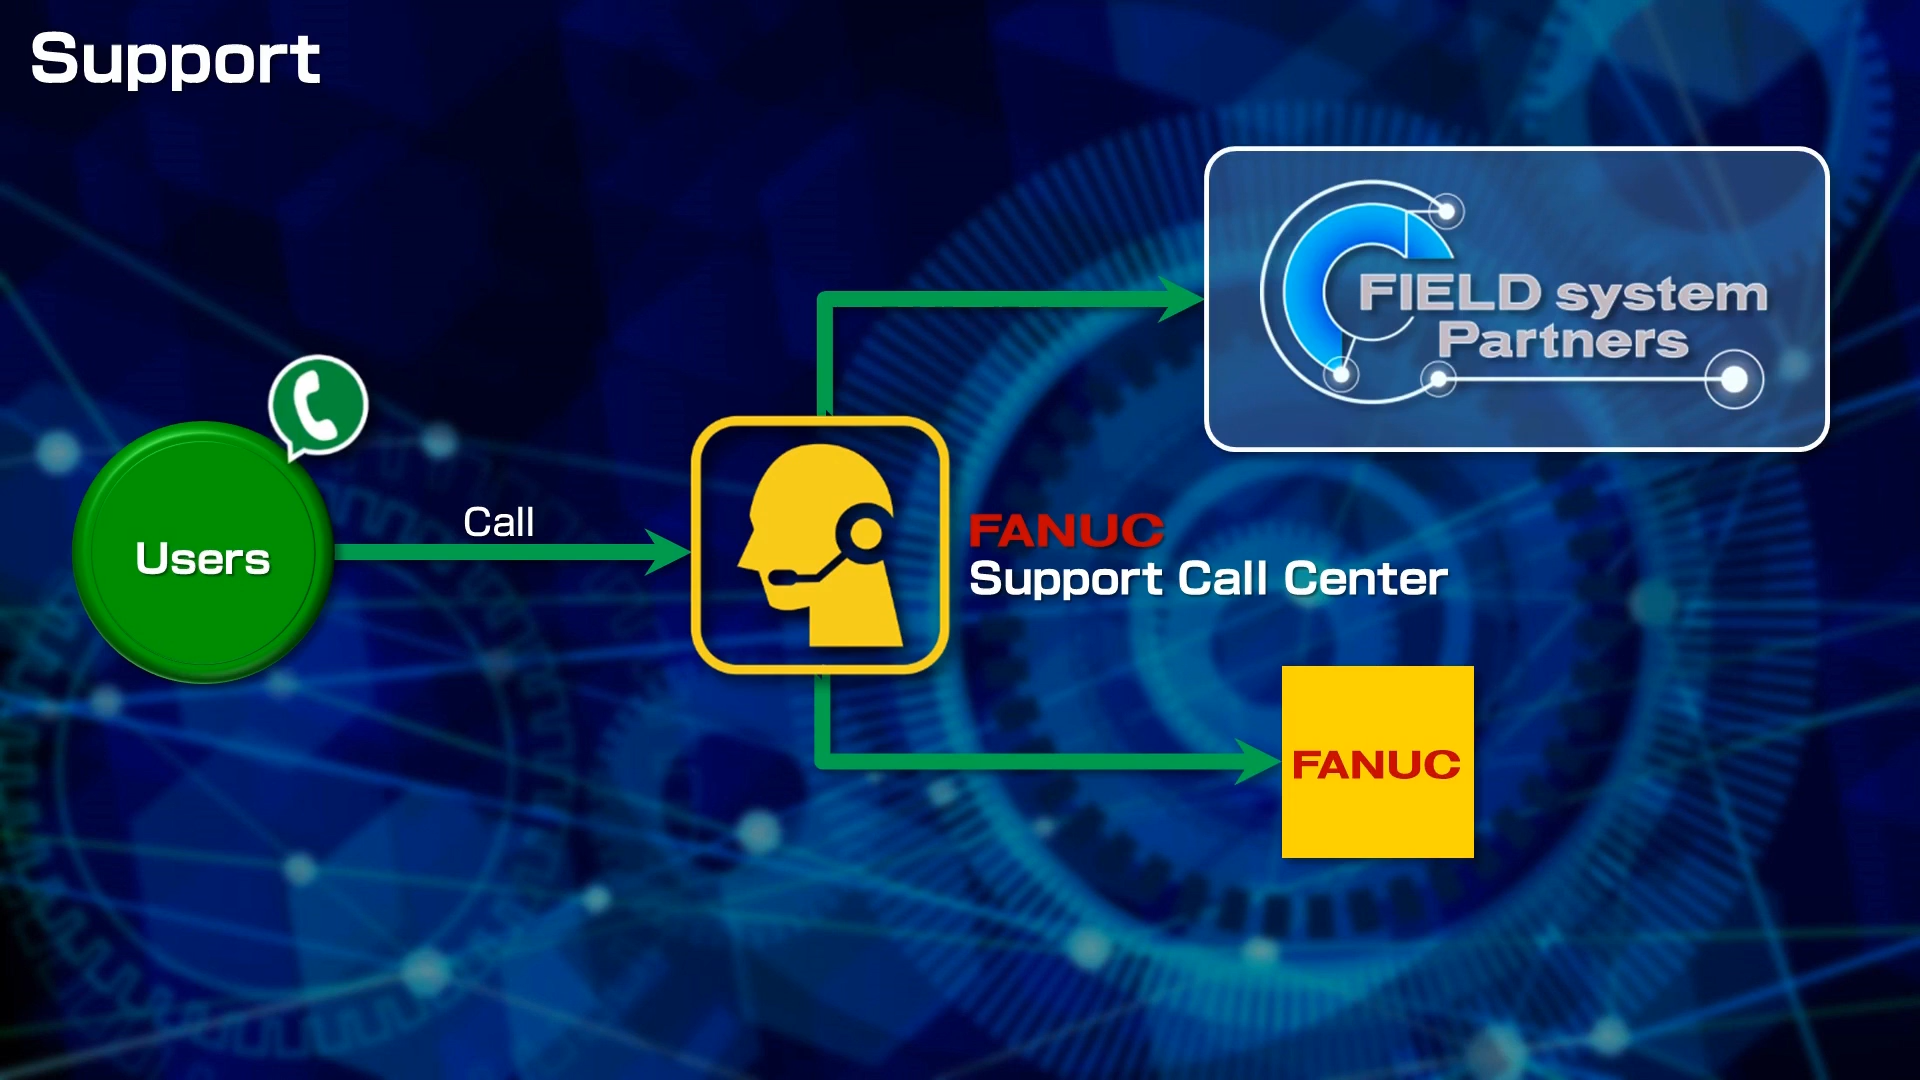 Support
FIELD system
Partners
Call
Users
FANUC
Support Call Center
FANUC